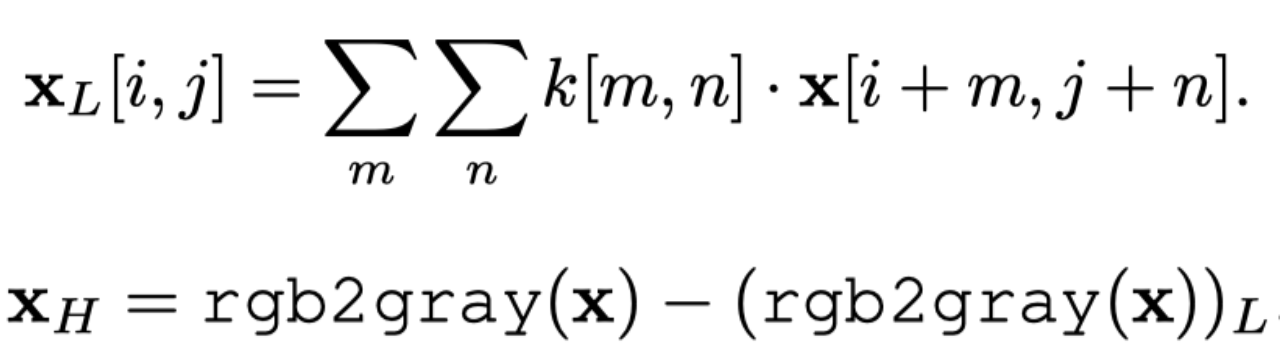 x_L[i, j] = ∑_m ∑_n k[m, n] · x[i + m, j + n].
x_H = rgb2gray(x) − (rgb2gray(x))_L.